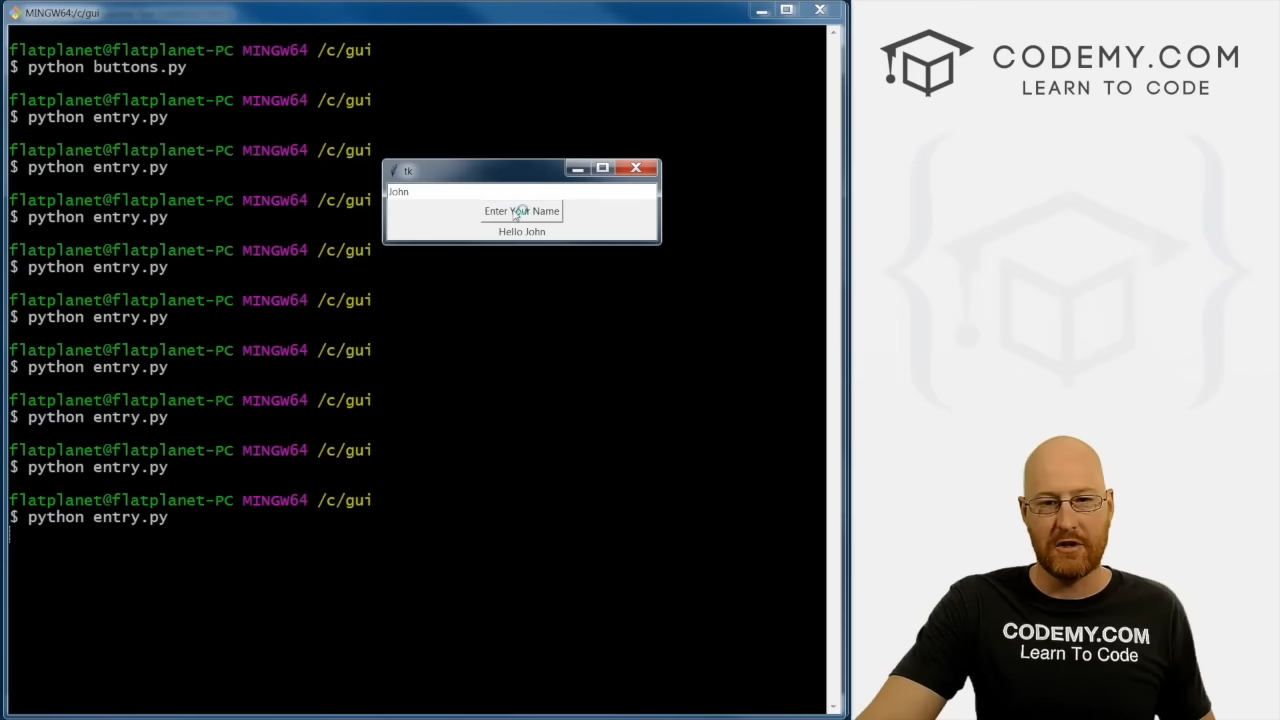 MINGW64:/c/gui
flatplanet@flatplanet-PC MINGW64 /c/gui
$ python buttons.py
flatplanet@flatplanet-PC MINGW64 /c/gui
$ python entry.py
flatplanet@flatplanet-PC MINGW64 /c/gui
$ python entry.py
flatplanet@flatplanet-PC MINGW64 /c/gui
$ python entry.py
flatplanet@flatplanet-PC MINGW64 /c/gui
$ python entry.py
flatplanet@flatplanet-PC MINGW64 /c/gui
$ python entry.py
flatplanet@flatplanet-PC MINGW64 /c/gui
$ python entry.py
flatplanet@flatplanet-PC MINGW64 /c/gui
$ python entry.py
flatplanet@flatplanet-PC MINGW64 /c/gui
$ python entry.py
flatplanet@flatplanet-PC MINGW64 /c/gui
$ python entry.py
tk
John
Enter Your Name
Hello John
CODEMY.COM
LEARN TO CODE
CODEMY.COM
Learn To Code